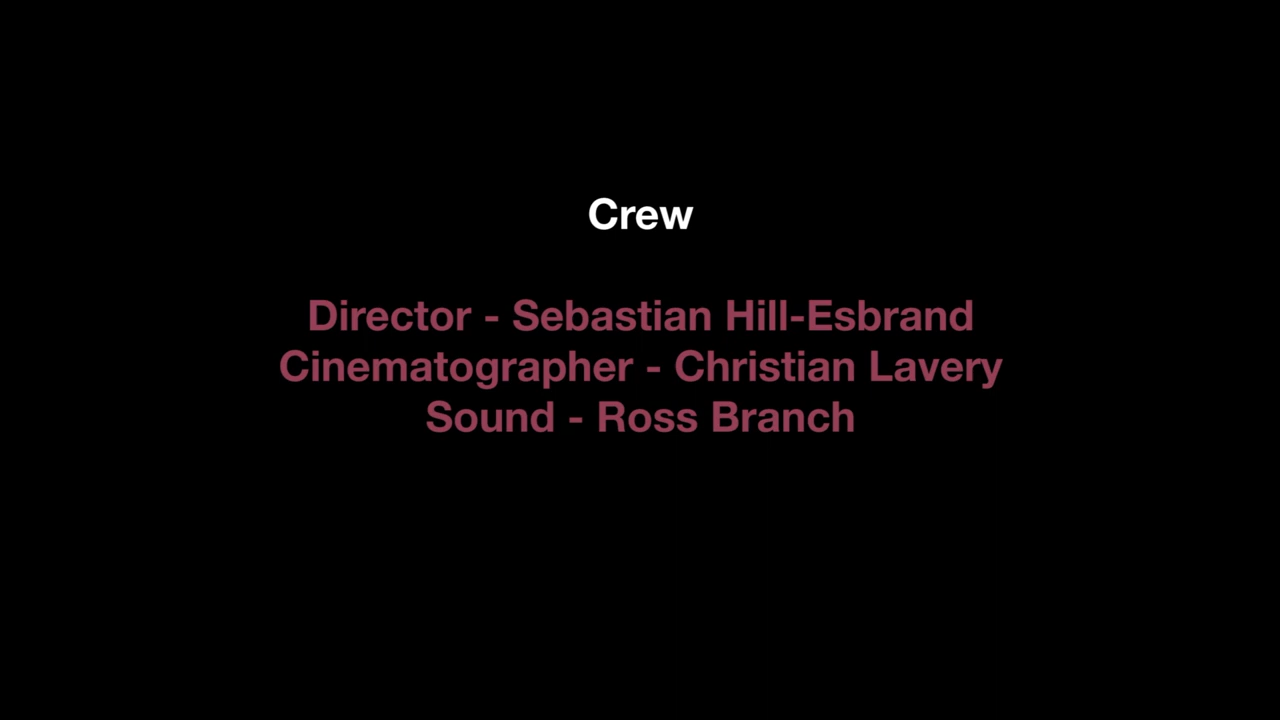 Crew
Director - Sebastian Hill-Esbrand
Cinematographer - Christian Lavery
Sound - Ross Branch